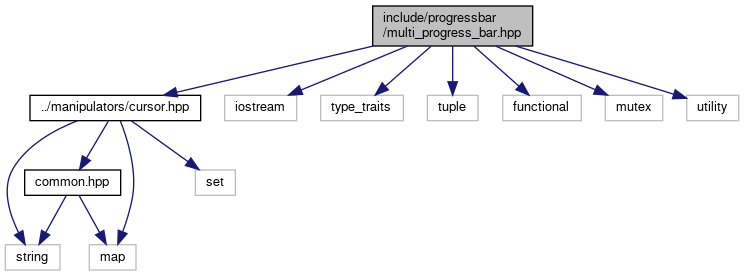 include/progressbar
/multi_progress_bar.hpp
../manipulators/cursor.hpp
iostream
type_traits
tuple
functional
mutex
utility
common.hpp
set
string
map